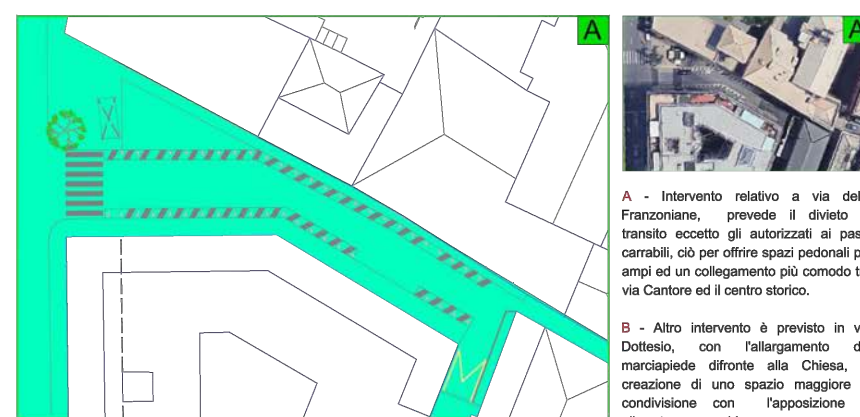 A
A
A - Intervento relativo a via
Franzoniane, prevede il divieto
transito eccetto gli autorizzati ai
carrabili, ciò per offrire spazi pedonali
ampi ed un collegamento più comodo
via Cantore ed il centro storico.
B - Altro intervento è previsto in
Dottesio, con l'allargamento
marciapiede difronte alla Chiesa,
creazione di uno spazio maggiore
condivisione con l'apposizione